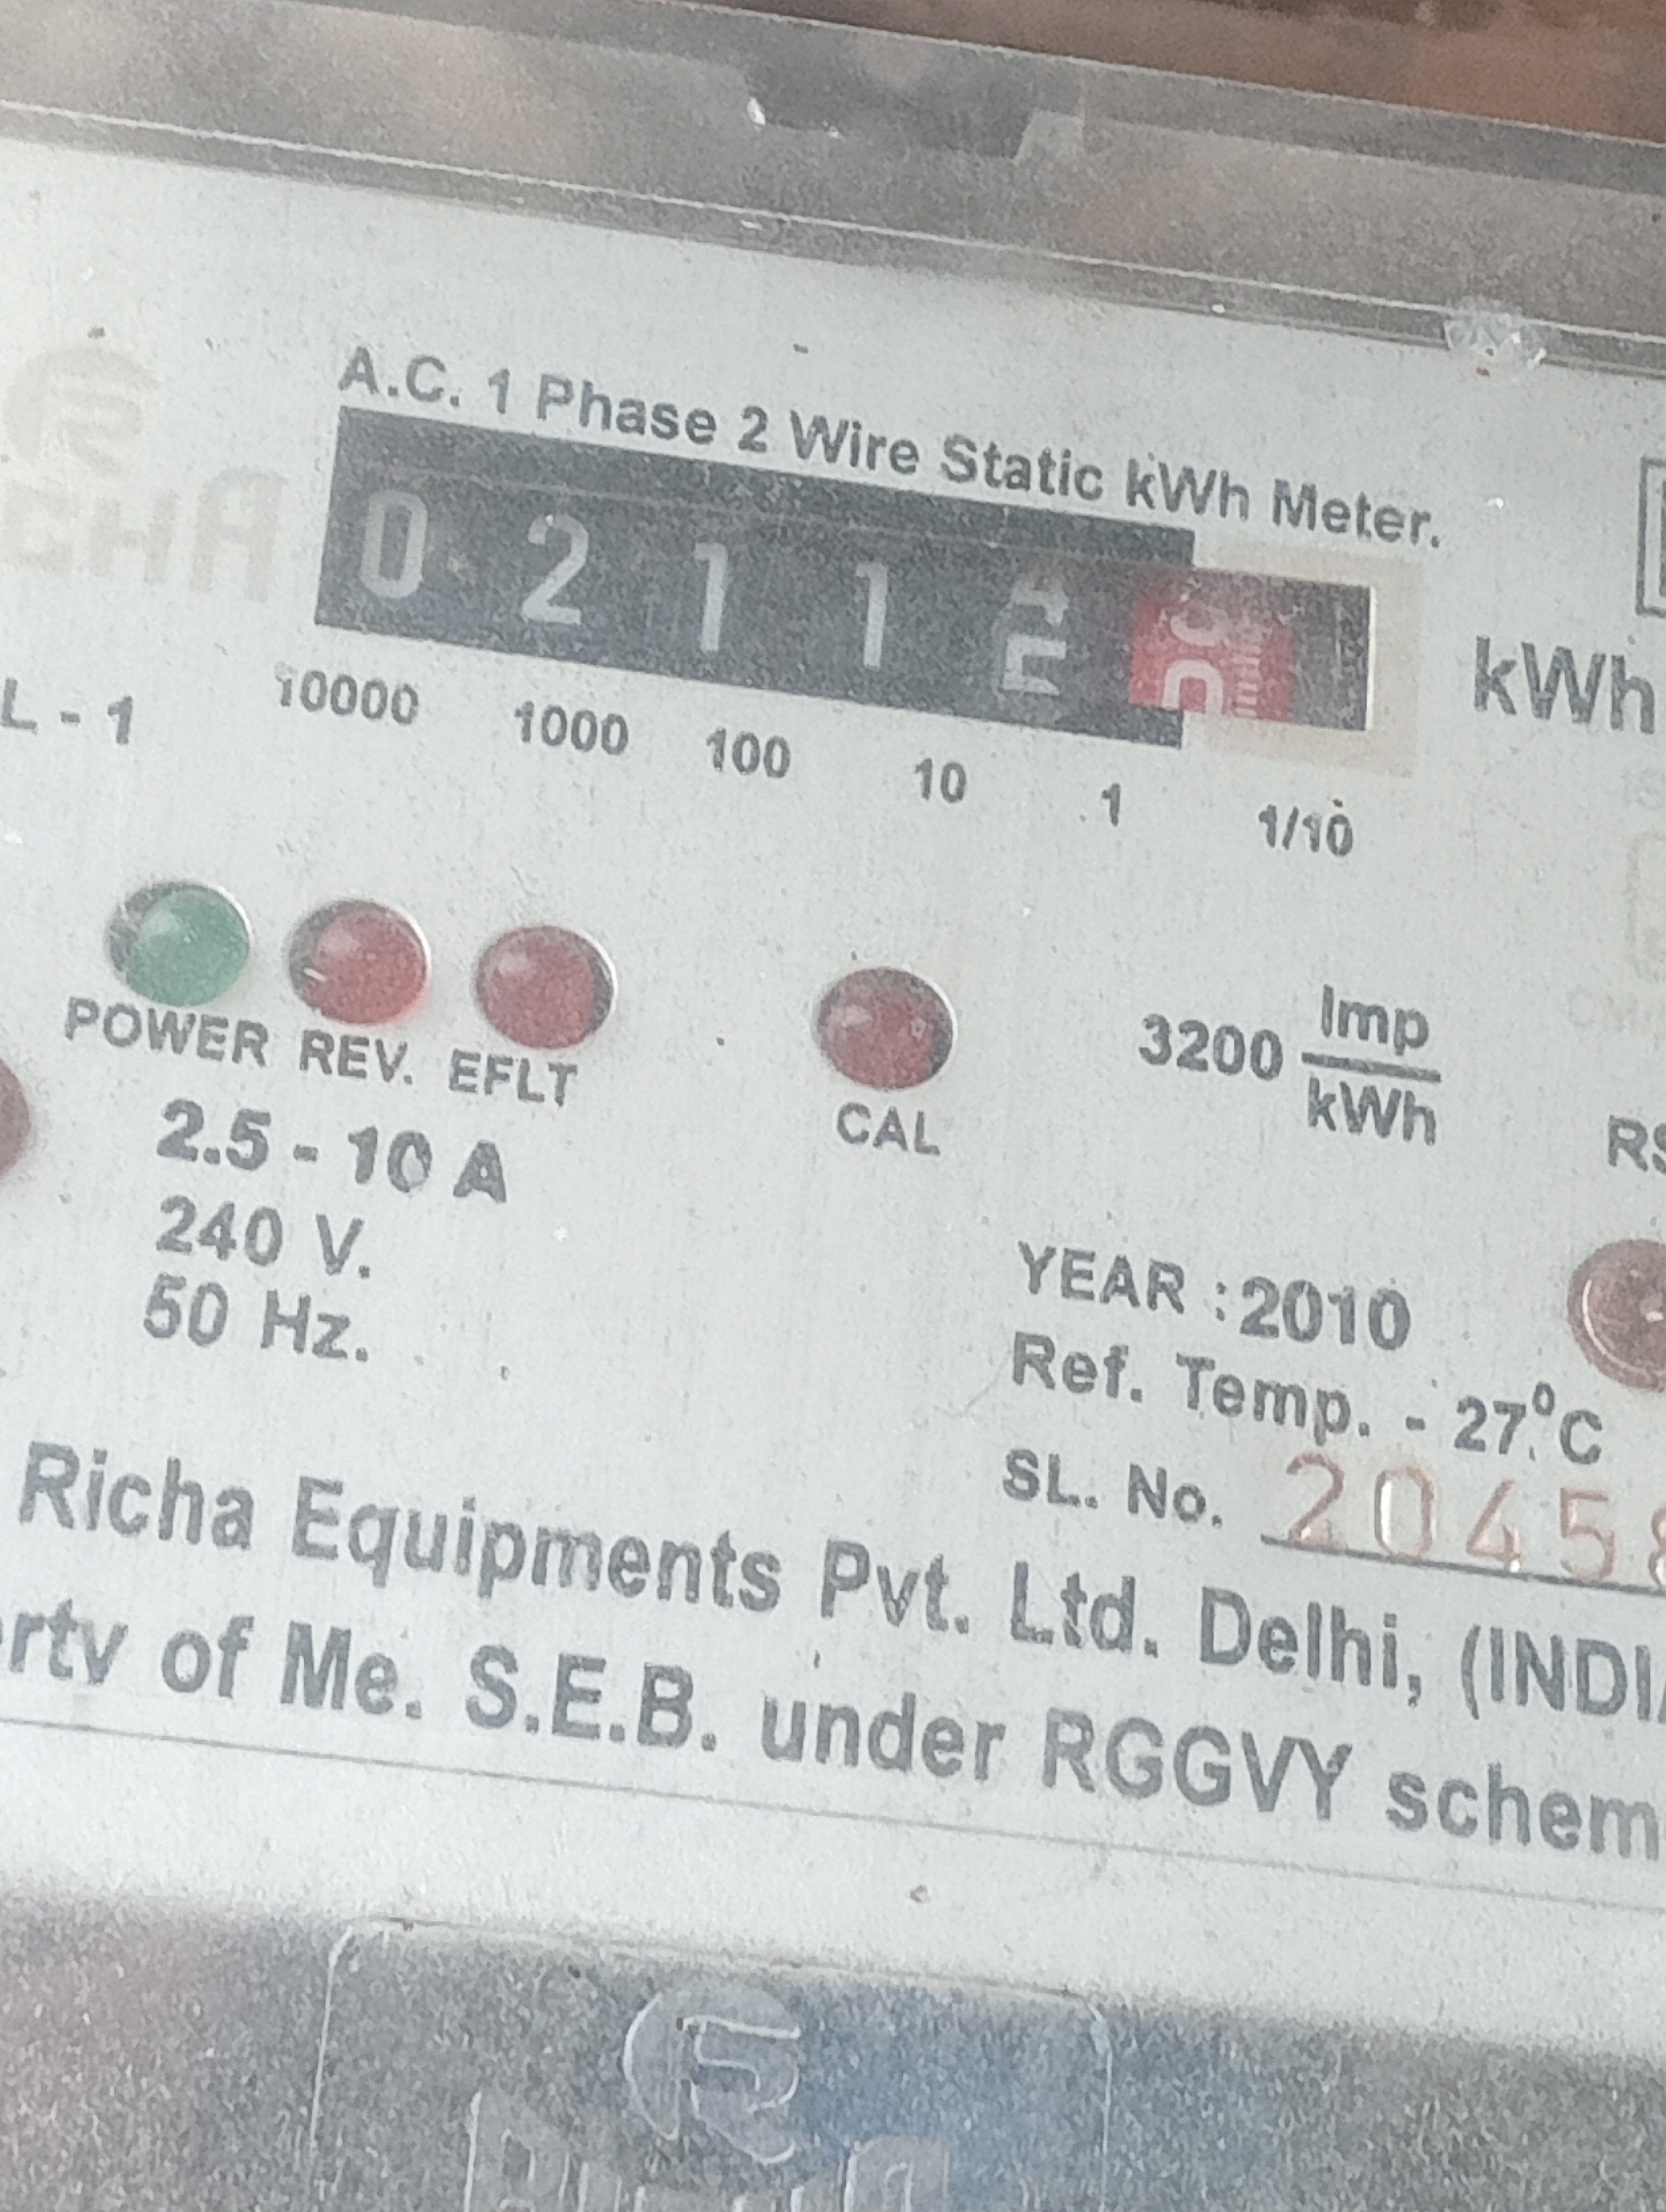 A.C. 1 Phase 2 Wire Static kWh Meter.
0 2 1 1
kWh
L - 1
10000 1000 100 10 1 1/10
POWER REV. EFLT
CAL
3200 Imp
kWh
2.5 - 10 A
240 V.
50 Hz.
YEAR : 2010
Ref. Temp. - 27°C
SL. No. 2045
Richa Equipments Pvt. Ltd. Delhi, (INDI
of Me. S.E.B. under RGGVY schem